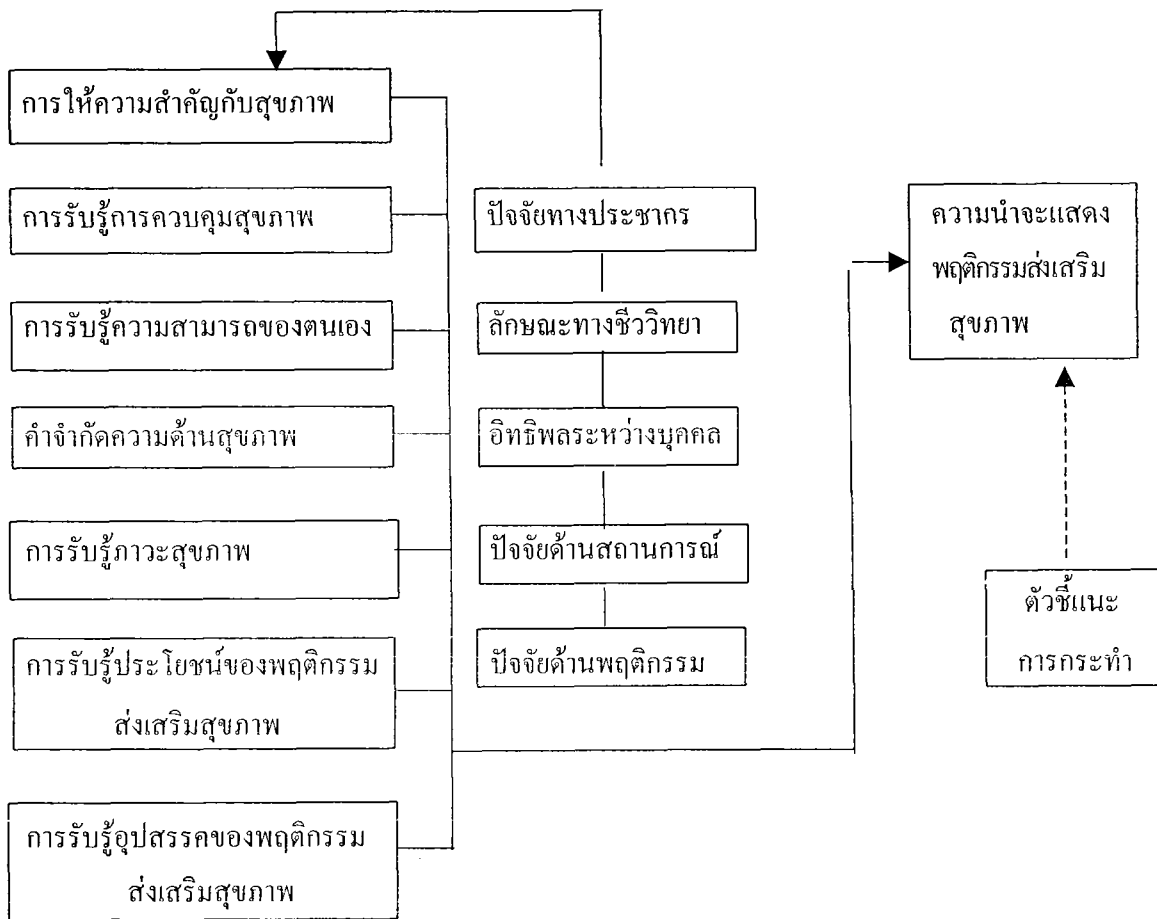 การให้ความสำคัญกับสุขภาพ
การรับรู้การควบคุมสุขภาพ
การรับรู้ความสามารถของตนเอง
คำจำกัดความด้านสุขภาพ
การรับรู้ภาวะสุขภาพ
การรับรู้ประโยชน์ของพฤติกรรม
ส่งเสริมสุขภาพ
การรับรู้อุปสรรคของพฤติกรรม
ส่งเสริมสุขภาพ
ปัจจัยทางประชากร
ลักษณะทางชีววิทยา
อิทธิพลระหว่างบุคคล
ปัจจัยด้านสถานการณ์
ปัจจัยด้านพฤติกรรม
ความน่าจะแสดง
พฤติกรรมส่งเสริม
สุขภาพ
ตัวชี้แนะ
การกระทำ